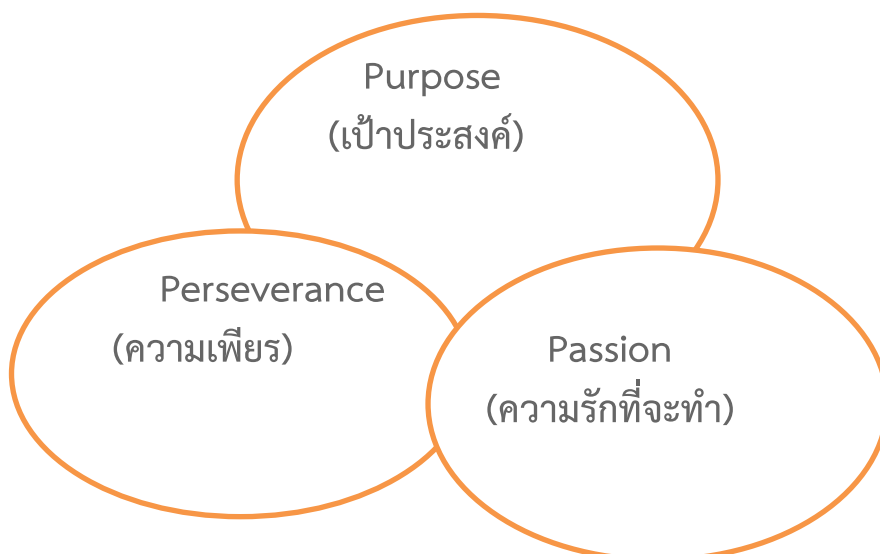 Purpose
(เป้าประสงค์)
Perseverance
(ความเพียร)
Passion
(ความรักที่จะทำ)